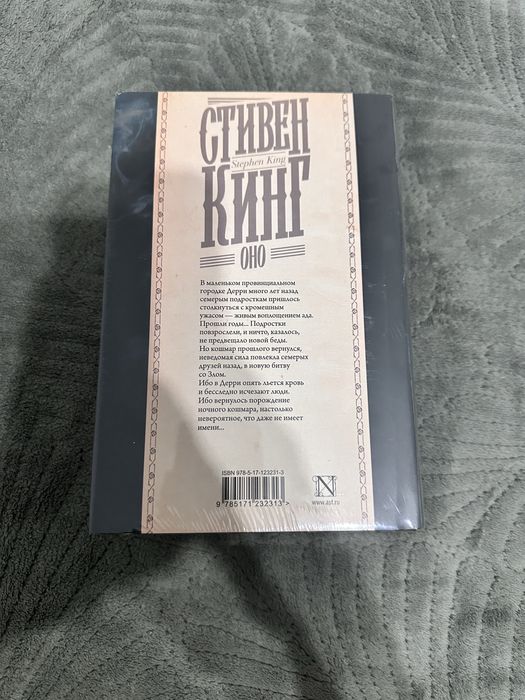 СТИВЕН
Stephen King
КИНГ
ОНО
В маленьком провинциальном
городке Дерри много лет назад
семерым подросткам пришлось
столкнуться с кромешным
ужасом — живым воплощением ада.
Прошли годы... Подростки
повзрослели, и ничто, казалось,
не предвещало новой беды.
Но кошмар прошлого вернулся,
неведомая сила повлекла семерых
друзей назад, в новую битву
со Злом.
Ибо в Дерри опять льется кровь
и бесследно исчезают люди.
Ибо вернулось порождение
ночного кошмара, настолько
невероятное, что даже не имеет
имени...
ISBN 978-5-17-123231-3
9 785171 232313 >
N
www.ast.ru